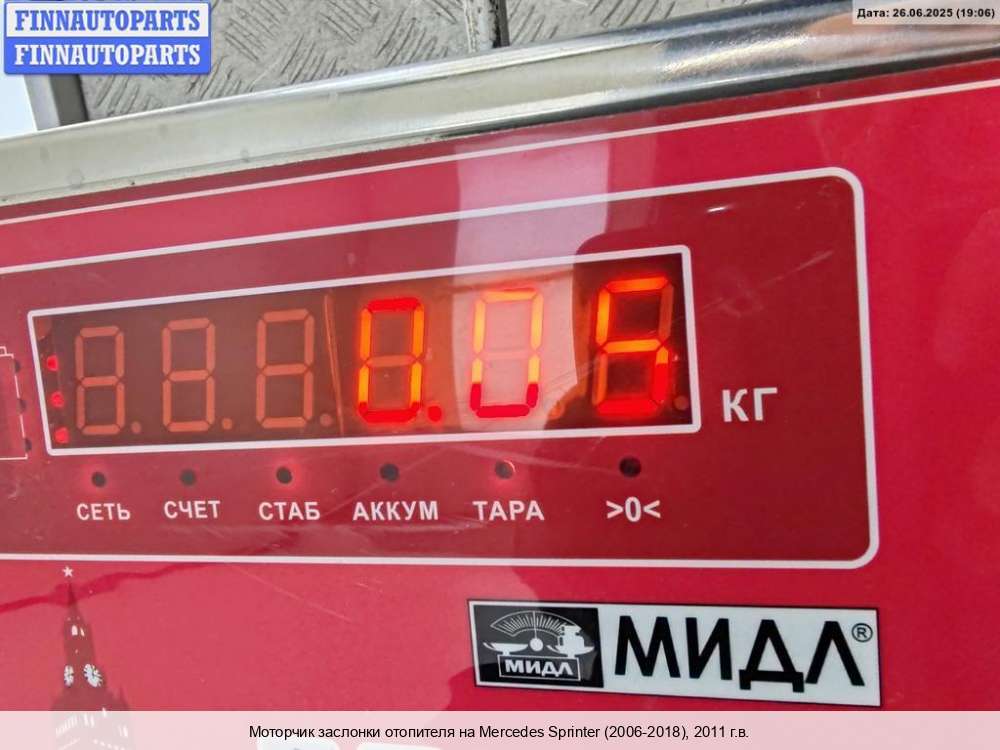 FINNAUTOPARTS
FINNAUTOPARTS
Дата: 26.06.2025 (19:06)
0.05
КГ
СЕТЬ СЧЕТ СТАБ АККУМ ТАРА >0<
МИДЛ
МИДЛ®
Моторчик заслонки отопителя на Mercedes Sprinter (2006-2018), 2011 г.в.